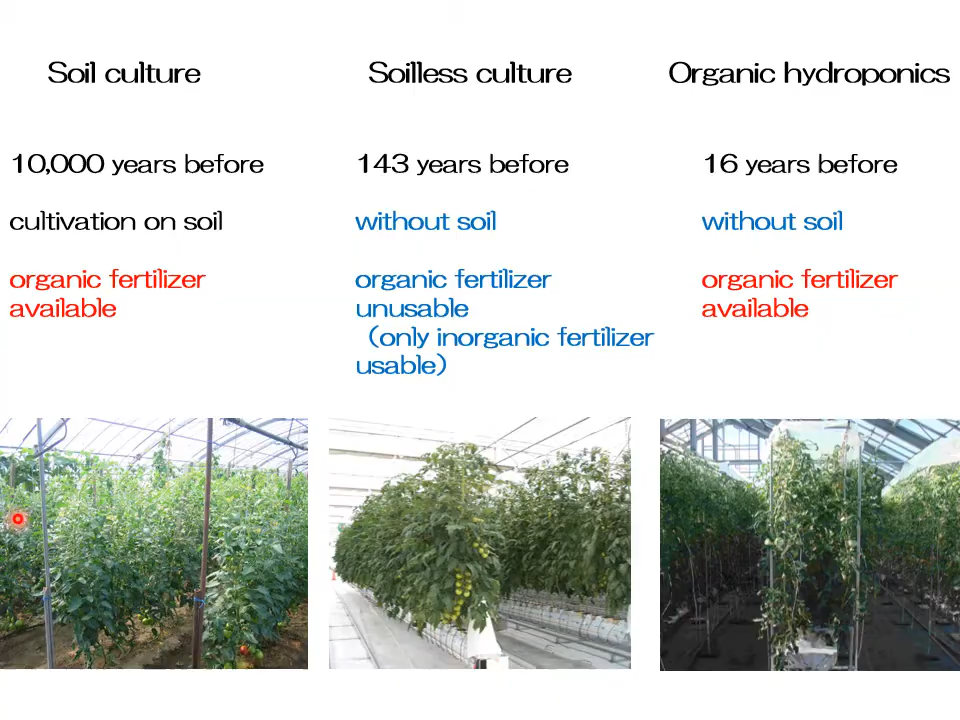 Soil culture
Soilless culture
Organic hydroponics
10,000 years before
143 years before
16 years before
cultivation on soil
without soil
without soil
organic fertilizer
available
organic fertilizer
unusable
（only inorganic fertilizer
usable）
organic fertilizer
available